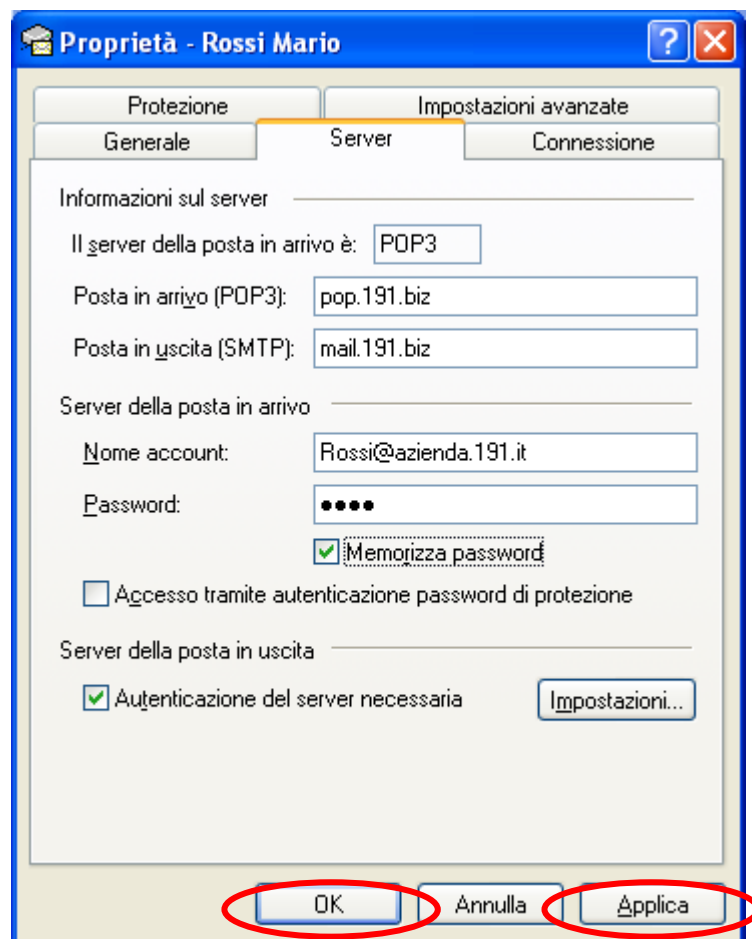 Proprietà - Rossi Mario
Protezione Impostazioni avanzate
Generale Server Connessione
Informazioni sul server
Il server della posta in arrivo è: POP3
Posta in arrivo (POP3): pop.191.biz
Posta in uscita (SMTP): mail.191.biz
Server della posta in arrivo
Nome account: Rossi@azienda.191.it
Password: ●●●●
Memorizza password
Accesso tramite autenticazione password di protezione
Server della posta in uscita
Autenticazione del server necessaria Impostazioni...
OK Annulla Applica